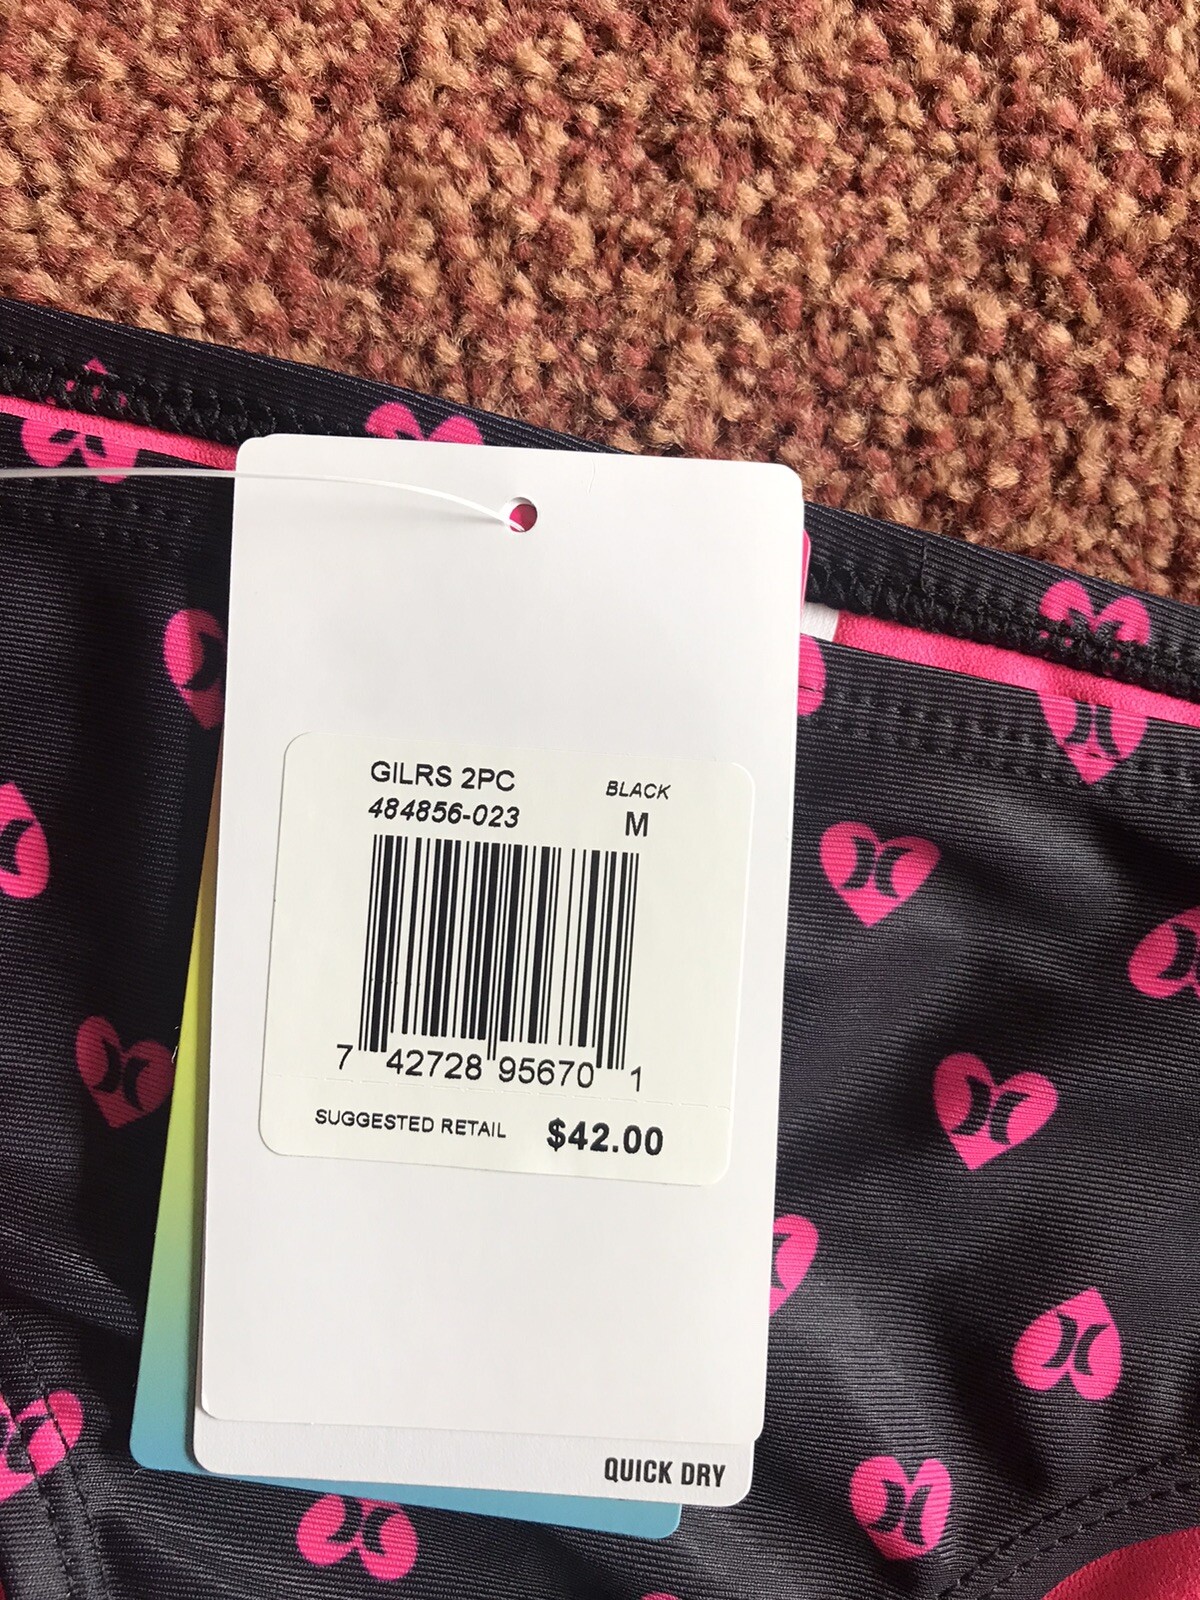 GILRS 2PC BLACK
484856-023 M
7 42728 95670 1
SUGGESTED RETAIL $42.00
QUICK DRY